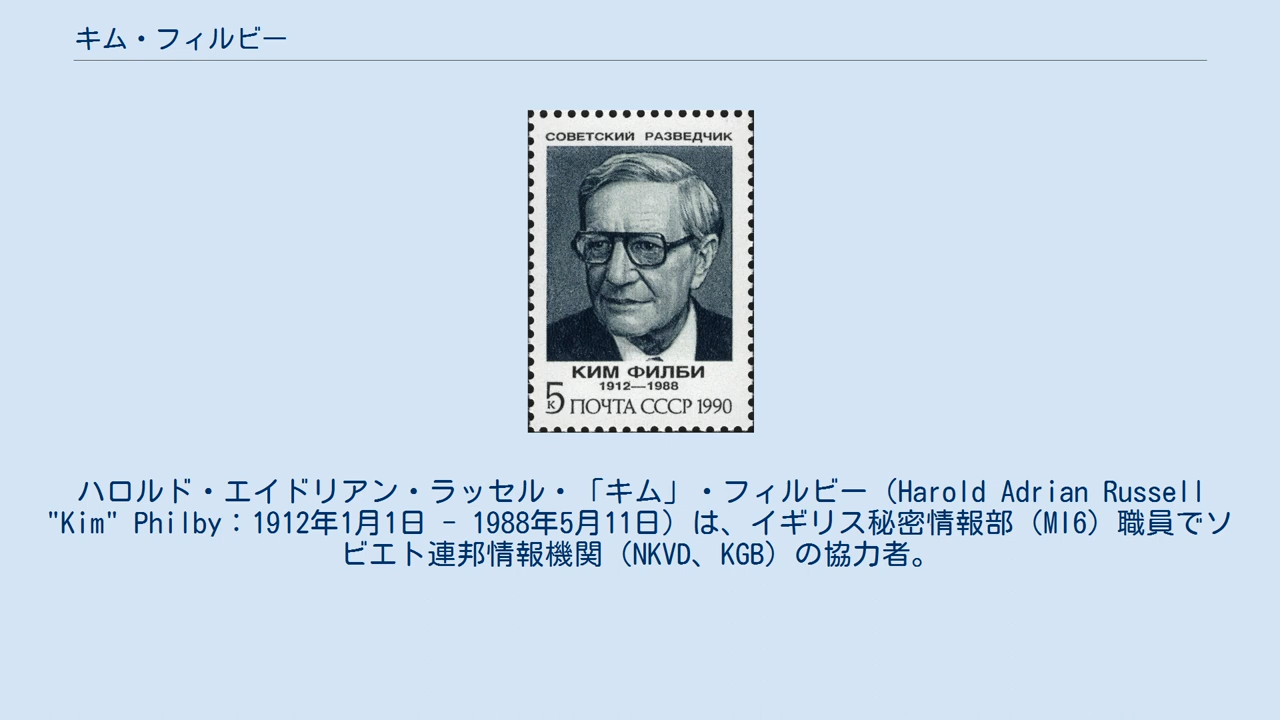 キム・フィルビー
СОВЕТСКИЙ РАЗВЕДЧИК
КИМ ФИЛБИ
1912—1988
5к ПОЧТА СССР 1990
ハロルド・エイドリアン・ラッセル・「キム」・フィルビー（Harold Adrian Russell
"Kim" Philby：1912年1月1日 - 1988年5月11日）は、イギリス秘密情報部（MI6）職員でソ
ビエト連邦情報機関（NKVD、KGB）の協力者。